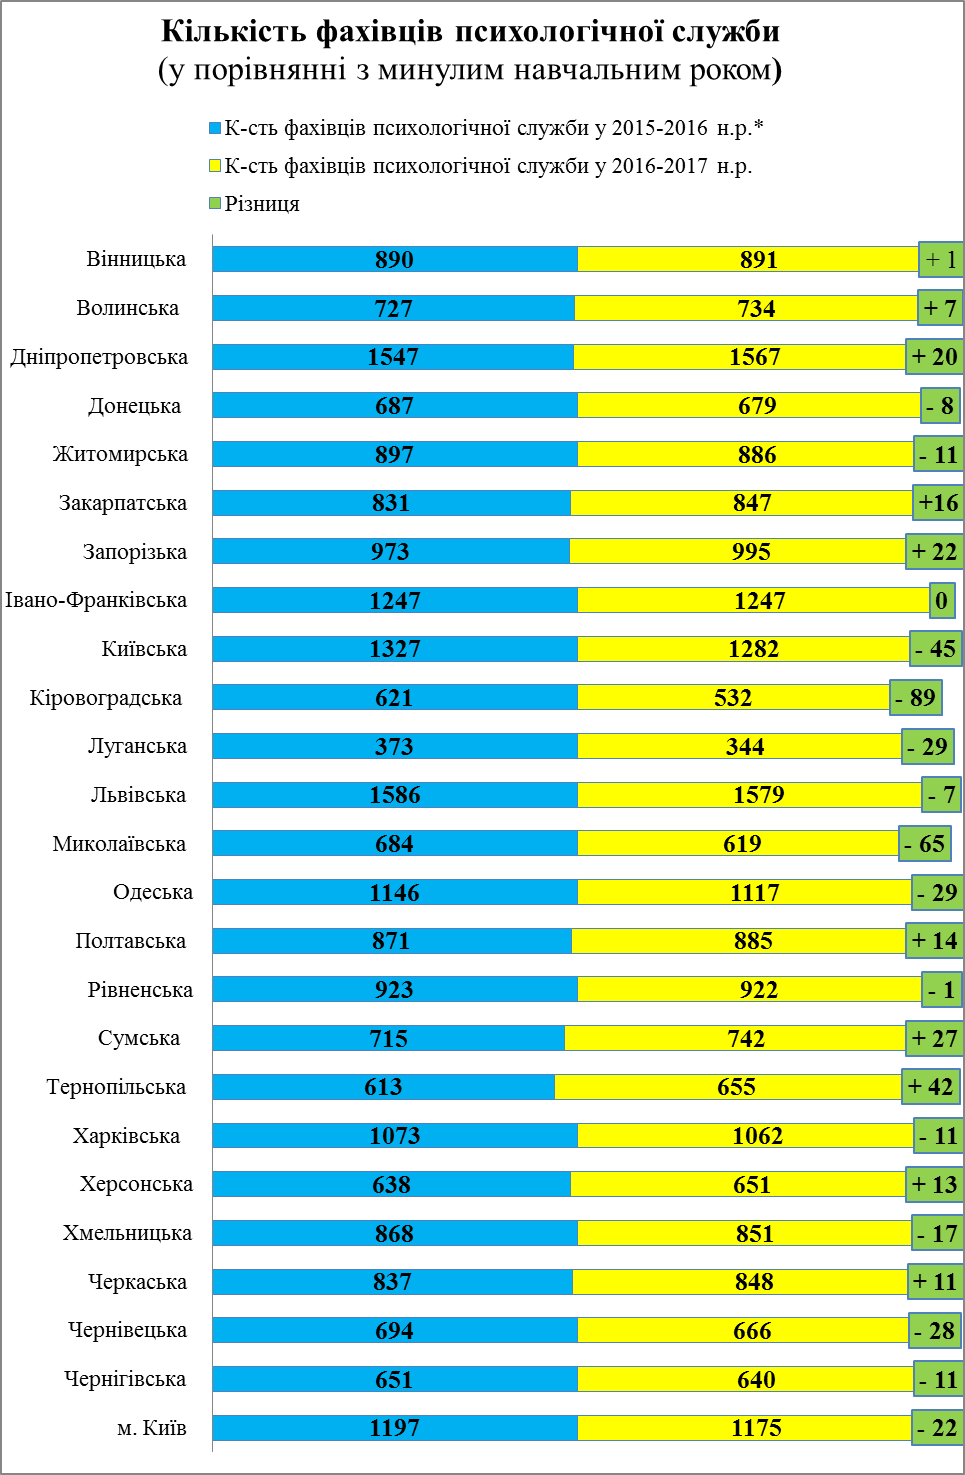 Кількість фахівців психологічної служби
(у порівнянні з минулим навчальним роком)
К-сть фахівців психологічної служби у 2015-2016 н.р.*
К-сть фахівців психологічної служби у 2016-2017 н.р.
Різниця
Вінницька 890 891 + 1
Волинська 727 734 + 7
Дніпропетровська 1547 1567 + 20
Донецька 687 679 - 8
Житомирська 897 886 - 11
Закарпатська 831 847 +16
Запорізька 973 995 + 22
Івано-Франківська 1247 1247 0
Київська 1327 1282 - 45
Кіровоградська 621 532 - 89
Луганська 373 344 - 29
Львівська 1586 1579 - 7
Миколаївська 684 619 - 65
Одеська 1146 1117 - 29
Полтавська 871 885 + 14
Рівненська 923 922 - 1
Сумська 715 742 + 27
Тернопільська 613 655 + 42
Харківська 1073 1062 - 11
Херсонська 638 651 + 13
Хмельницька 868 851 - 17
Черкаська 837 848 + 11
Чернівецька 694 666 - 28
Чернігівська 651 640 - 11
м. Київ 1197 1175 - 22